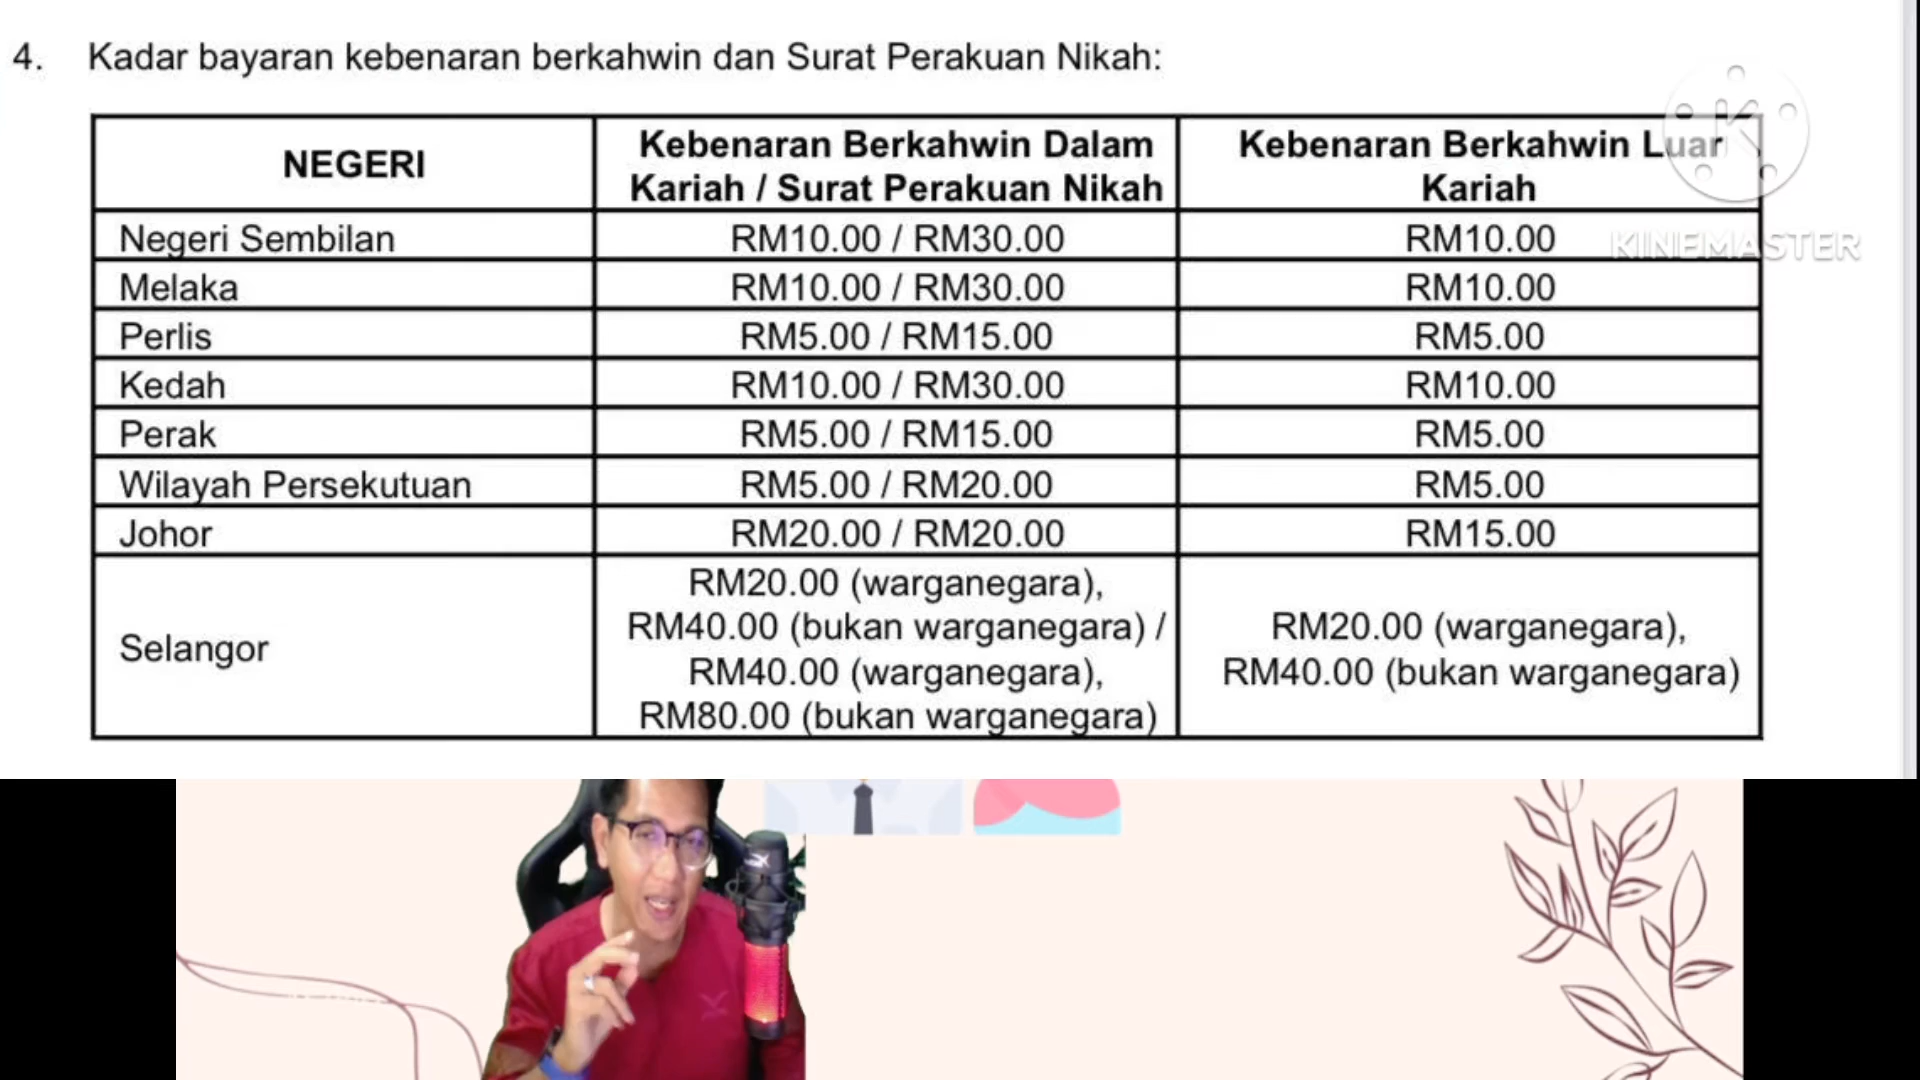 4. Kadar bayaran kebenaran berkahwin dan Surat Perakuan Nikah:
NEGERI
Kebenaran Berkahwin Dalam
Kariah / Surat Perakuan Nikah
Kebenaran Berkahwin Luar
Kariah
Negeri Sembilan RM10.00 / RM30.00 RM10.00
Melaka RM10.00 / RM30.00 RM10.00
Perlis RM5.00 / RM15.00 RM5.00
Kedah RM10.00 / RM30.00 RM10.00
Perak RM5.00 / RM15.00 RM5.00
Wilayah Persekutuan RM5.00 / RM20.00 RM5.00
Johor RM20.00 / RM20.00 RM15.00
Selangor
RM20.00 (warganegara),
RM40.00 (bukan warganegara) /
RM40.00 (warganegara),
RM80.00 (bukan warganegara)
RM20.00 (warganegara),
RM40.00 (bukan warganegara)
K
KINEMASTER